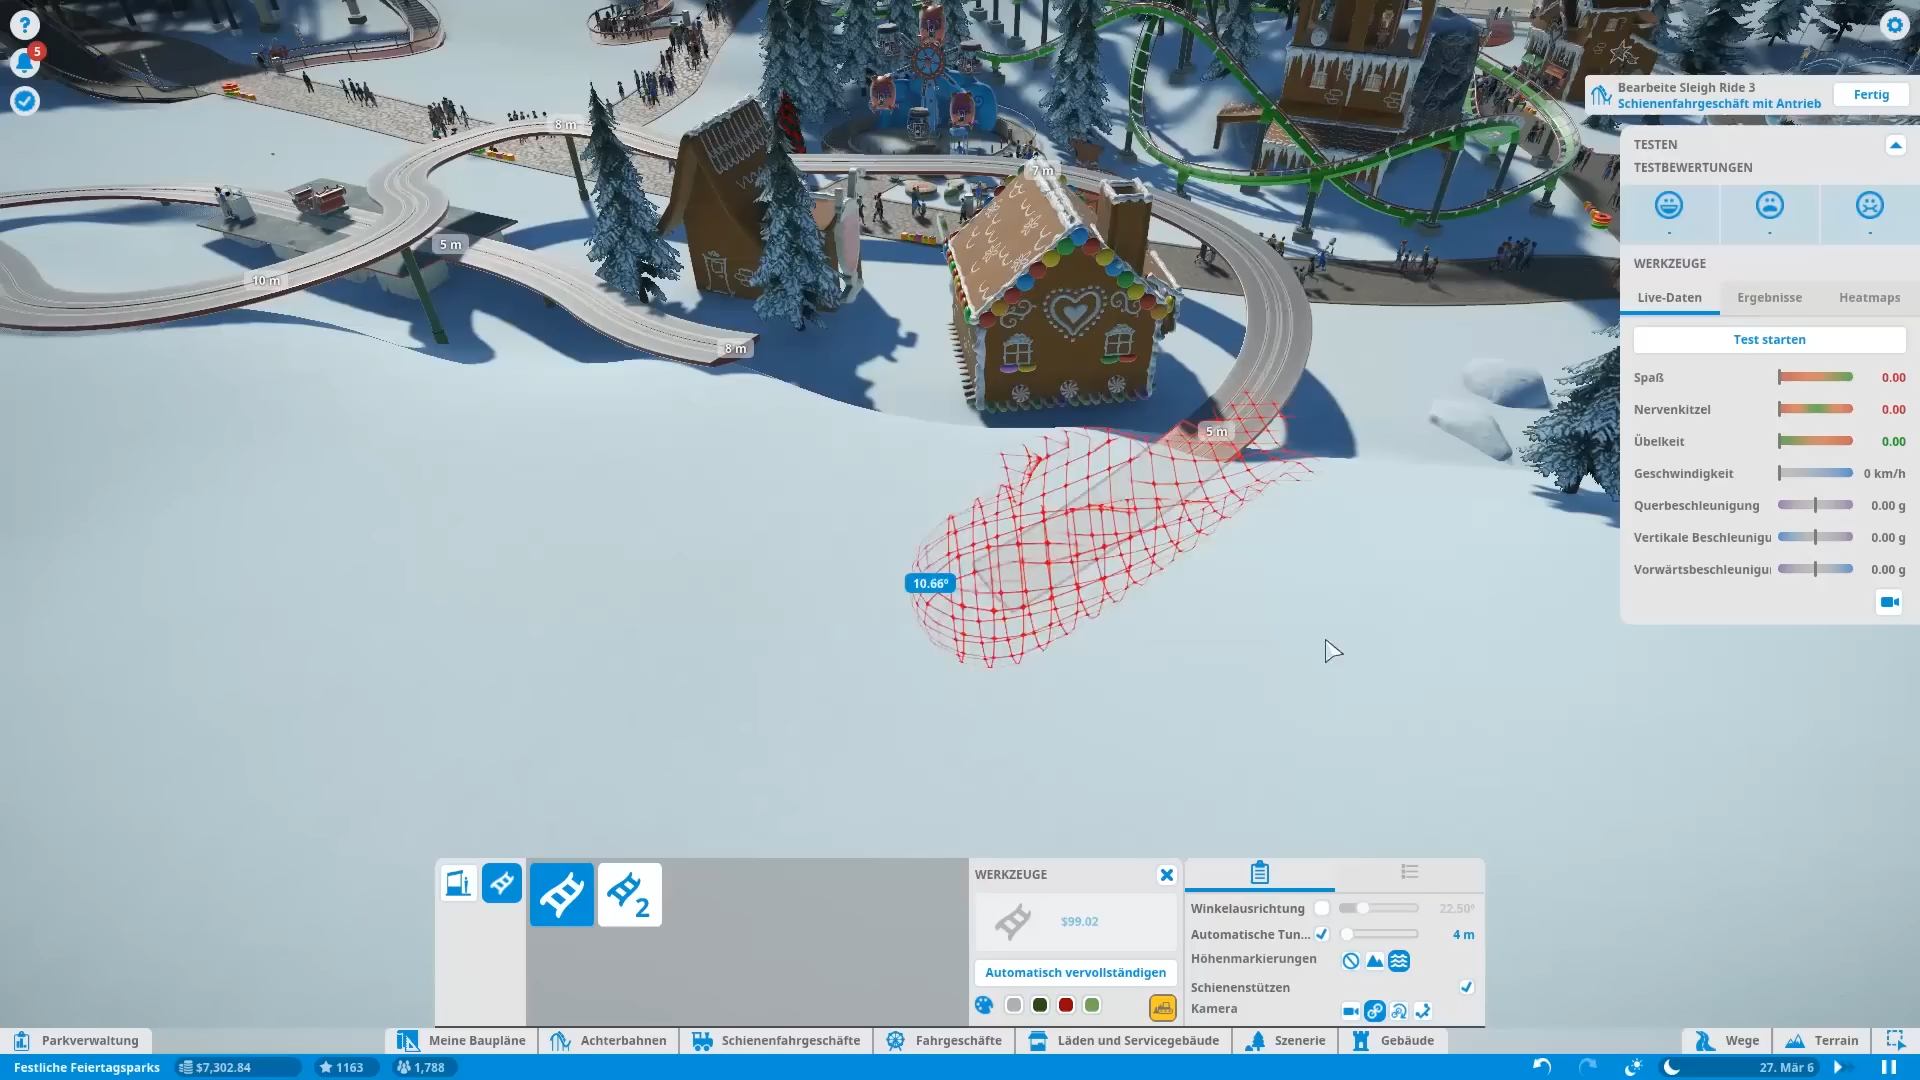 ?
5
Bearbeite Sleigh Ride 3
Schienenfahrgeschäft mit Antrieb
Fertig
TESTEN
TESTBEWERTUNGEN
- - -
WERKZEUGE
Live-Daten Ergebnisse Heatmaps
Test starten
Spaß 0.00
Nervenkitzel 0.00
Übelkeit 0.00
Geschwindigkeit 0 km/h
Querbeschleunigung 0.00 g
Vertikale Beschleunigu 0.00 g
Vorwärtsbeschleunigu 0.00 g
8 m
7 m
5 m
10 m
8 m
5 m
10.66°
2
WERKZEUGE
$99.02
Automatisch vervollständigen
Winkelausrichtung 22.50°
Automatische Tun... 4 m
Höhenmarkierungen
Schienenstützen
Kamera
Parkverwaltung
Meine Baupläne
Achterbahnen
Schienenfahrgeschäfte
Fahrgeschäfte
Läden und Servicegebäude
Szenerie
Gebäude
Wege
Terrain
Festliche Feiertagsparks
$7,302.84
1163
1,788
27. Mär 6